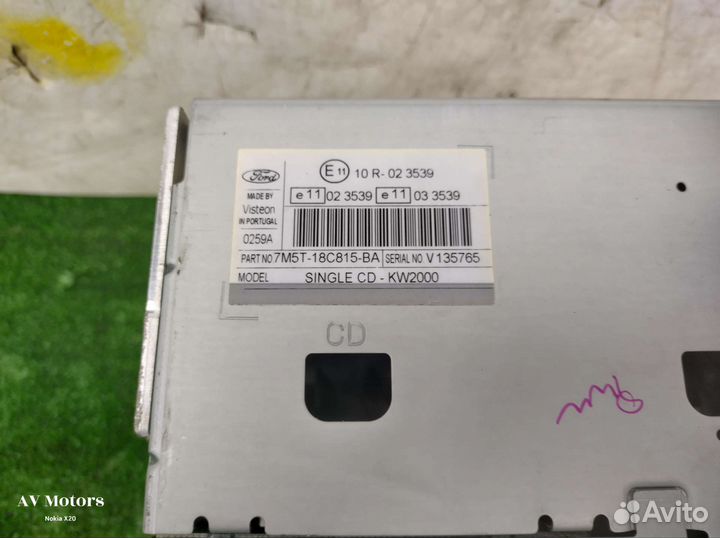 Ford
E 11 10 R- 02 3539
MADE BY
Visteon
IN PORTUGAL
0259A
e 11 02 3539 e 11 03 3539
PART NO 7M5T-18C815-BA SERIAL NO. V 135765
MODEL SINGLE CD - KW2000
CD
AV Motors
Nokia X20
Avito